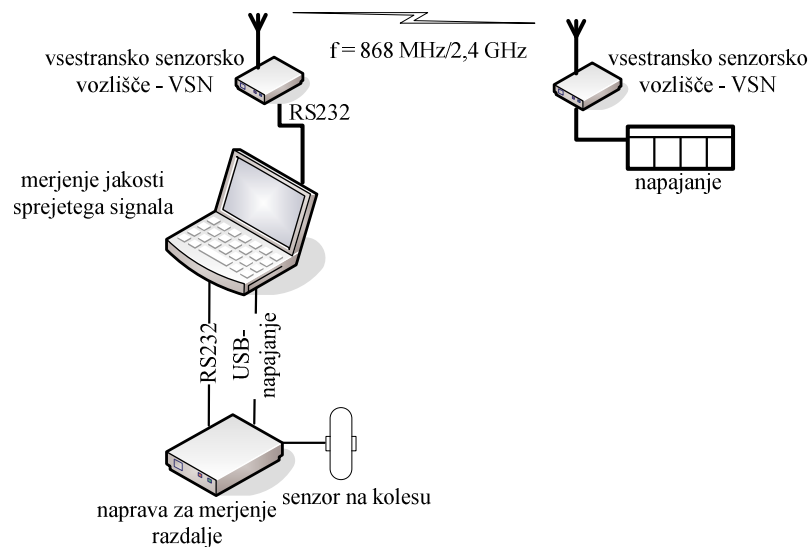 vsestransko senzorsko
vozlišče - VSN
f = 868 MHz/2,4 GHz
vsestransko senzorsko
vozlišče - VSN
RS232
napajanje
merjenje jakosti
sprejetega signala
RS232
USB-
napajanje
senzor na kolesu
naprava za merjenje
razdalje